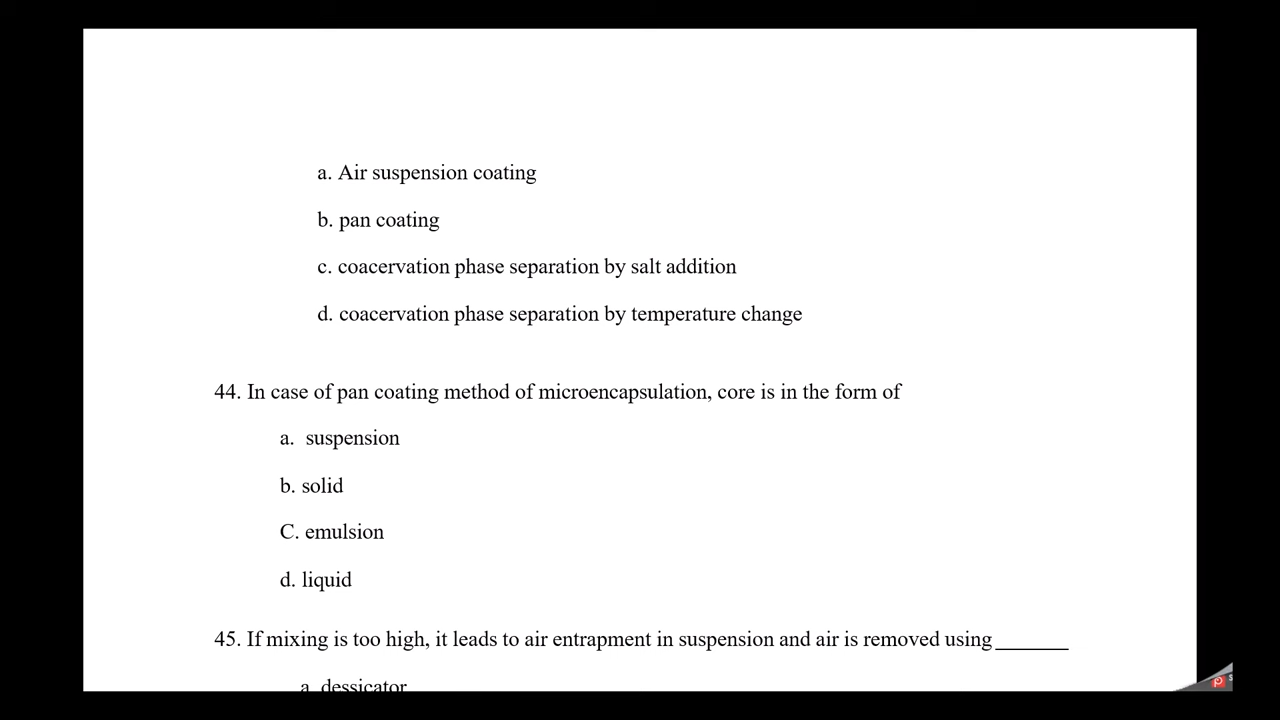 a. Air suspension coating
b. pan coating
c. coacervation phase separation by salt addition
d. coacervation phase separation by temperature change
44. In case of pan coating method of microencapsulation, core is in the form of
a. suspension
b. solid
C. emulsion
d. liquid
45. If mixing is too high, it leads to air entrapment in suspension and air is removed using_______
a. dessicator